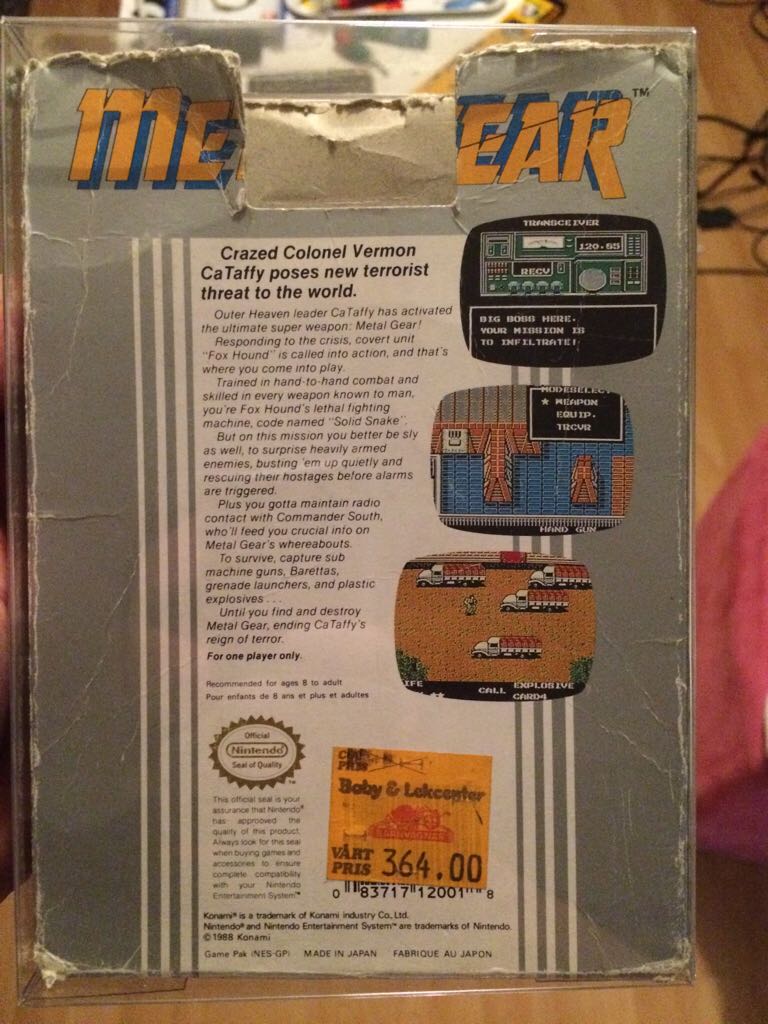 ME EAR™
Crazed Colonel Vermon
CaTaffy poses new terrorist
threat to the world.
Outer Heaven leader CaTaffy has activated
the ultimate super weapon: Metal Gear!
Responding to the crisis, covert unit
"Fox Hound" is called into action, and that's
where you come into play.
Trained in hand-to-hand combat and
skilled in every weapon known to man,
you're Fox Hound's lethal fighting
machine, code named "Solid Snake".
But on this mission you better be sly
as well, to surprise heavily armed
enemies, busting 'em up quietly and
rescuing their hostages before alarms
are triggered.
Plus you gotta maintain radio
contact with Commander South,
who'll feed you crucial info on
Metal Gear's whereabouts.
To survive, capture sub
machine guns, Barettas,
grenade launchers, and plastic
explosives . . .
Until you find and destroy
Metal Gear, ending CaTaffy's
reign of terror.
For one player only.
Recommended for ages 8 to adult
Pour enfants de 8 ans et plus et adultes
TRANSCEIVER
120.85
RECV
BIG BOSS HERE.
YOUR MISSION IS
TO INFILTRATE!
MODESELECT
★ WEAPON
EQUIP.
TRCVR
HAND GUN
IFE
CALL EXPLOSIVE
CARD4
Official
Nintendo®
Seal of Quality
™
This official seal is your
assurance that Nintendo®
has approved the
quality of this product.
Always look for this seal
when buying games and
accessories to ensure
complete compatibility
with your Nintendo
Entertainment System™
PRIS
Baby & Lekcenter
VÅRT
PRIS 364.00
0 83717 12001 8
Konami® is a trademark of Konami Industry Co., Ltd.
Nintendo® and Nintendo Entertainment System™ are trademarks of Nintendo.
© 1988 Konami
Game Pak (NES-GP) MADE IN JAPAN FABRIQUE AU JAPON